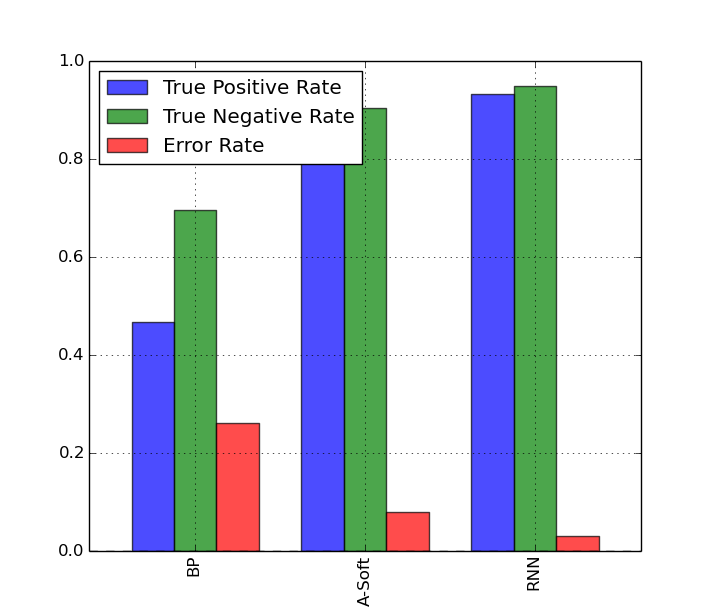 1.0
0.8
0.6
0.4
0.2
0.0
True Positive Rate
True Negative Rate
Error Rate
BP
A-Soft
RNN